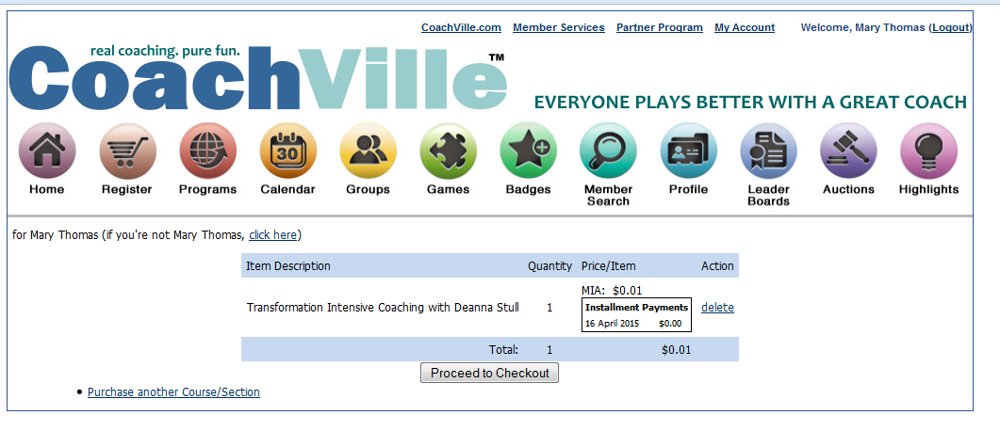 CoachVille.com Member Services Partner Program My Account Welcome, Mary Thomas (Logout)
real coaching. pure fun.
CoachVille™
EVERYONE PLAYS BETTER WITH A GREAT COACH
30
Home Register Programs Calendar Groups Games Badges Member Search Profile Leader Boards Auctions Highlights
for Mary Thomas (if you're not Mary Thomas, click here)
Item Description Quantity Price/Item Action
MIA: $0.01
Transformation Intensive Coaching with Deanna Stull 1 Installment Payments delete
16 April 2015 $0.00
Total: 1 $0.01
Proceed to Checkout
• Purchase another Course/Section